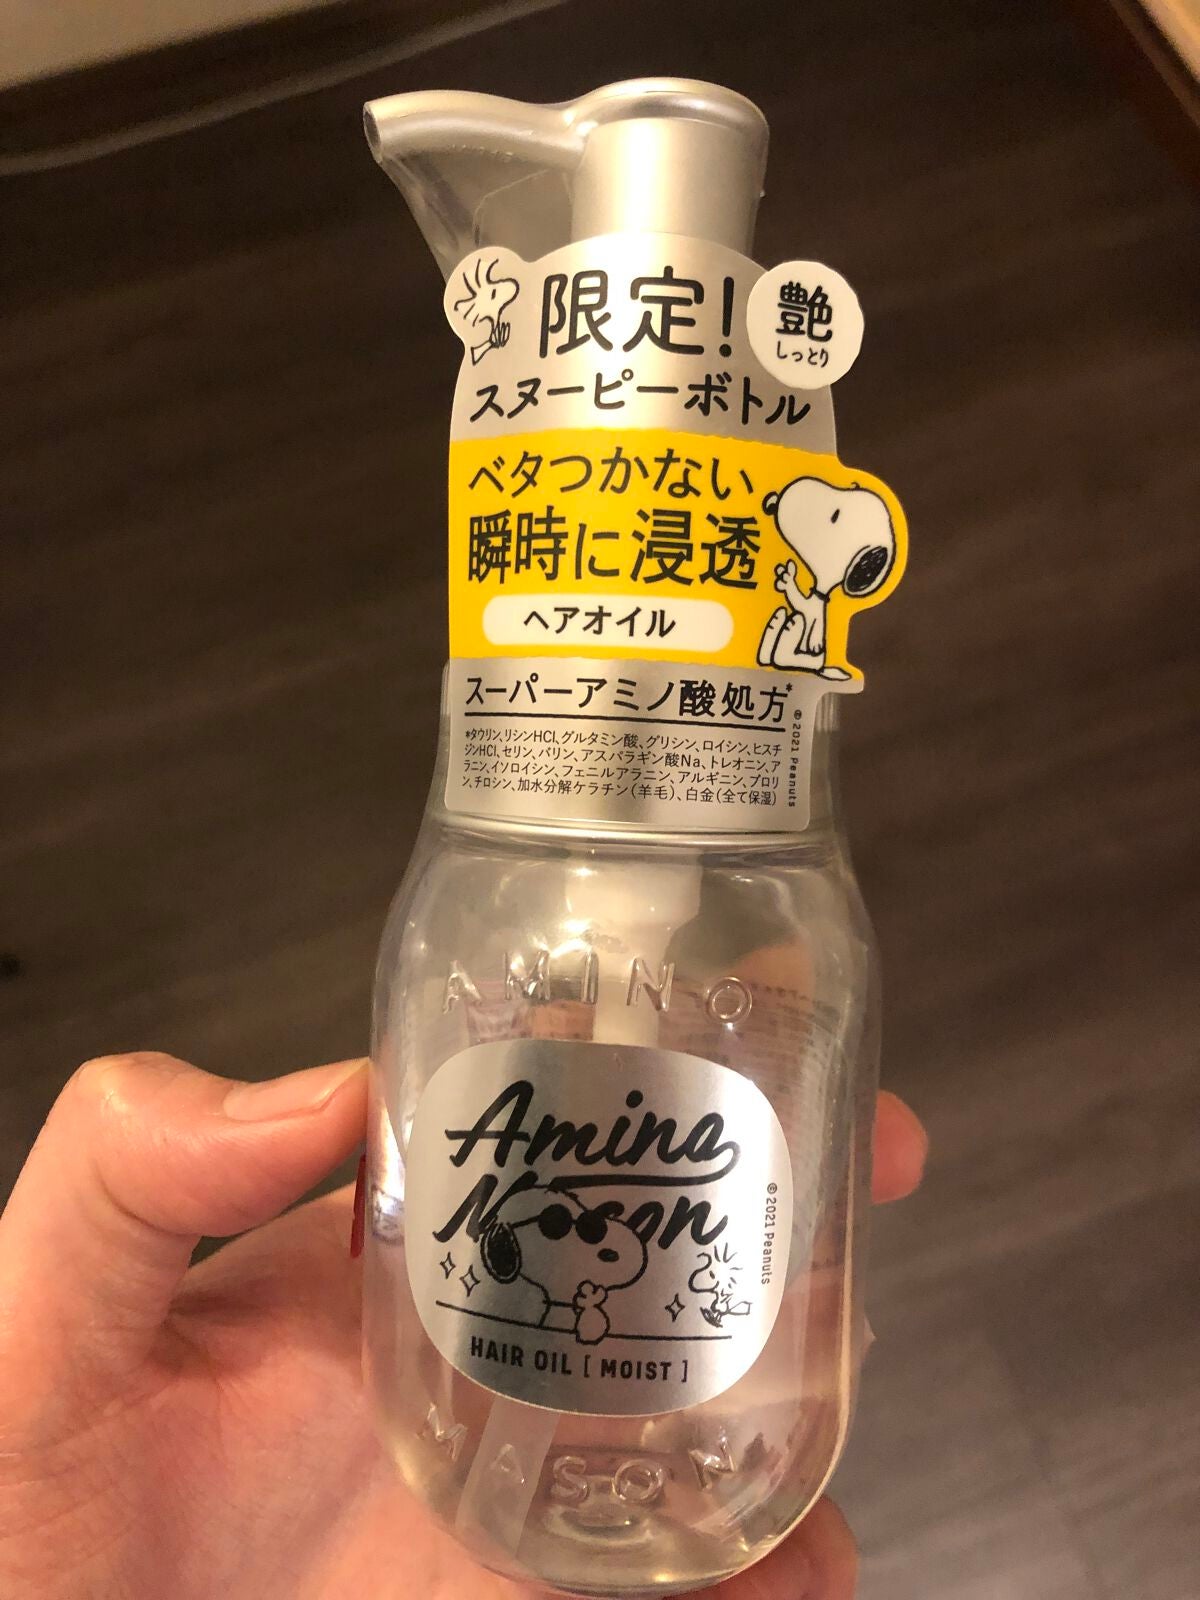 限定!
艶
しっとり
スヌーピーボトル
ベタつかない
瞬時に浸透
ヘアオイル
スーパーアミノ酸処方*
*タウリン、リシンHCl、グルタミン酸、グリシン、ロイシン、ヒスチ
ジンHCl、セリン、バリン、アスパラギン酸Na、トレオニン、ア
ラニン、イソロイシン、フェニルアラニン、アルギニン、プロリ
ン、チロシン、加水分解ケラチン(羊毛)、白金(全て保湿)
©2021 Peanuts
AMINO
Amino
Mason
©2021 Peanuts
HAIR OIL [ MOIST ]
MASON